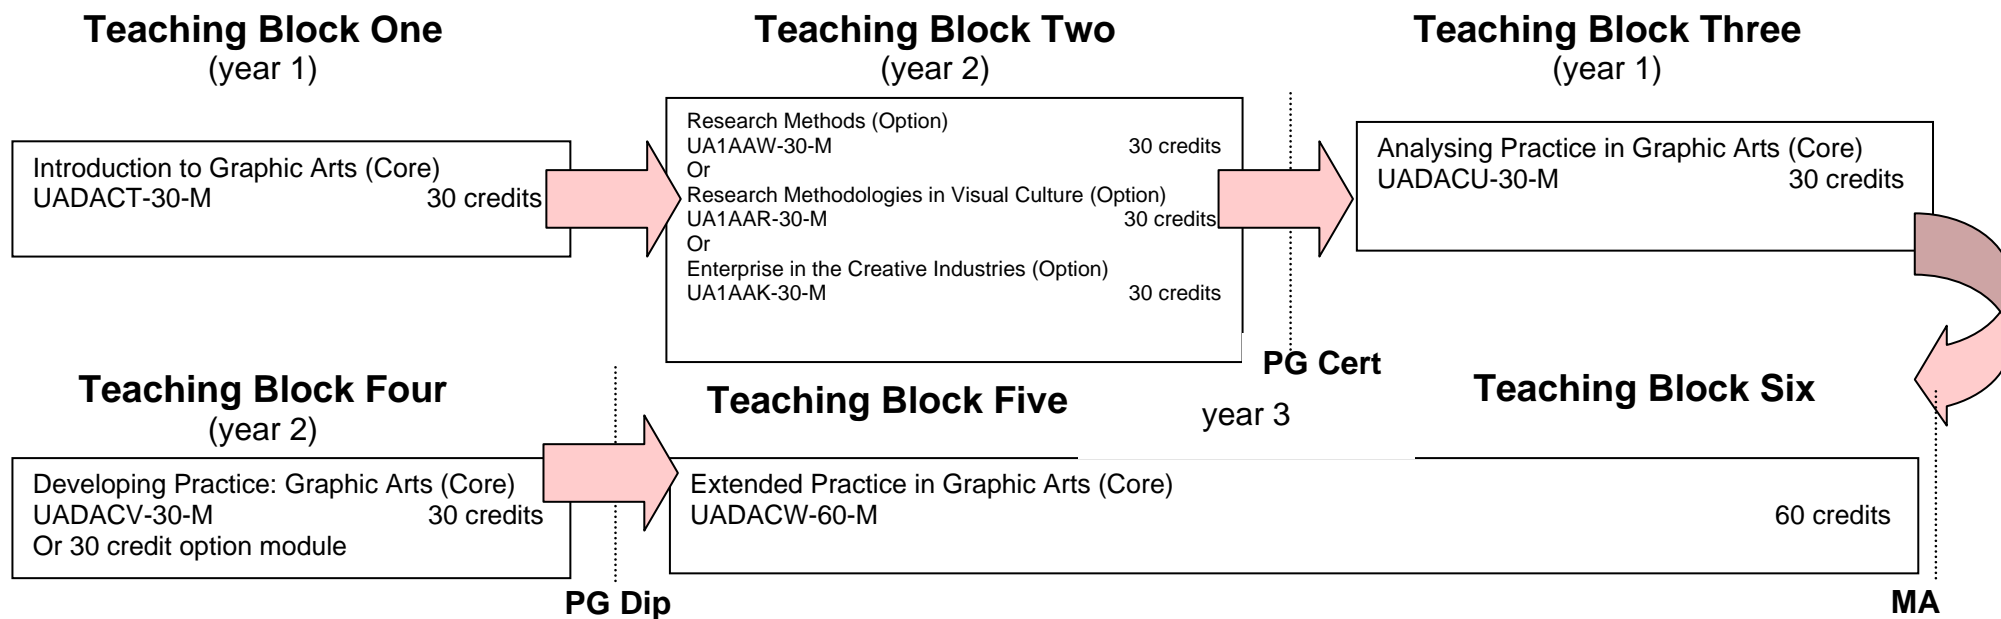 Teaching Block One
(year 1)
Introduction to Graphic Arts (Core)
UADACT-30-M 30 credits
Teaching Block Two
(year 2)
Research Methods (Option)
UA1AAW-30-M 30 credits
Or
Research Methodologies in Visual Culture (Option)
UA1AAR-30-M 30 credits
Or
Enterprise in the Creative Industries (Option)
UA1AAK-30-M 30 credits
PG Cert
Teaching Block Three
(year 1)
Analysing Practice in Graphic Arts (Core)
UADACU-30-M 30 credits
Teaching Block Four
(year 2)
Developing Practice: Graphic Arts (Core)
UADACV-30-M 30 credits
Or 30 credit option module
PG Dip
Teaching Block Five
year 3
Teaching Block Six
Extended Practice in Graphic Arts (Core)
UADACW-60-M 60 credits
MA